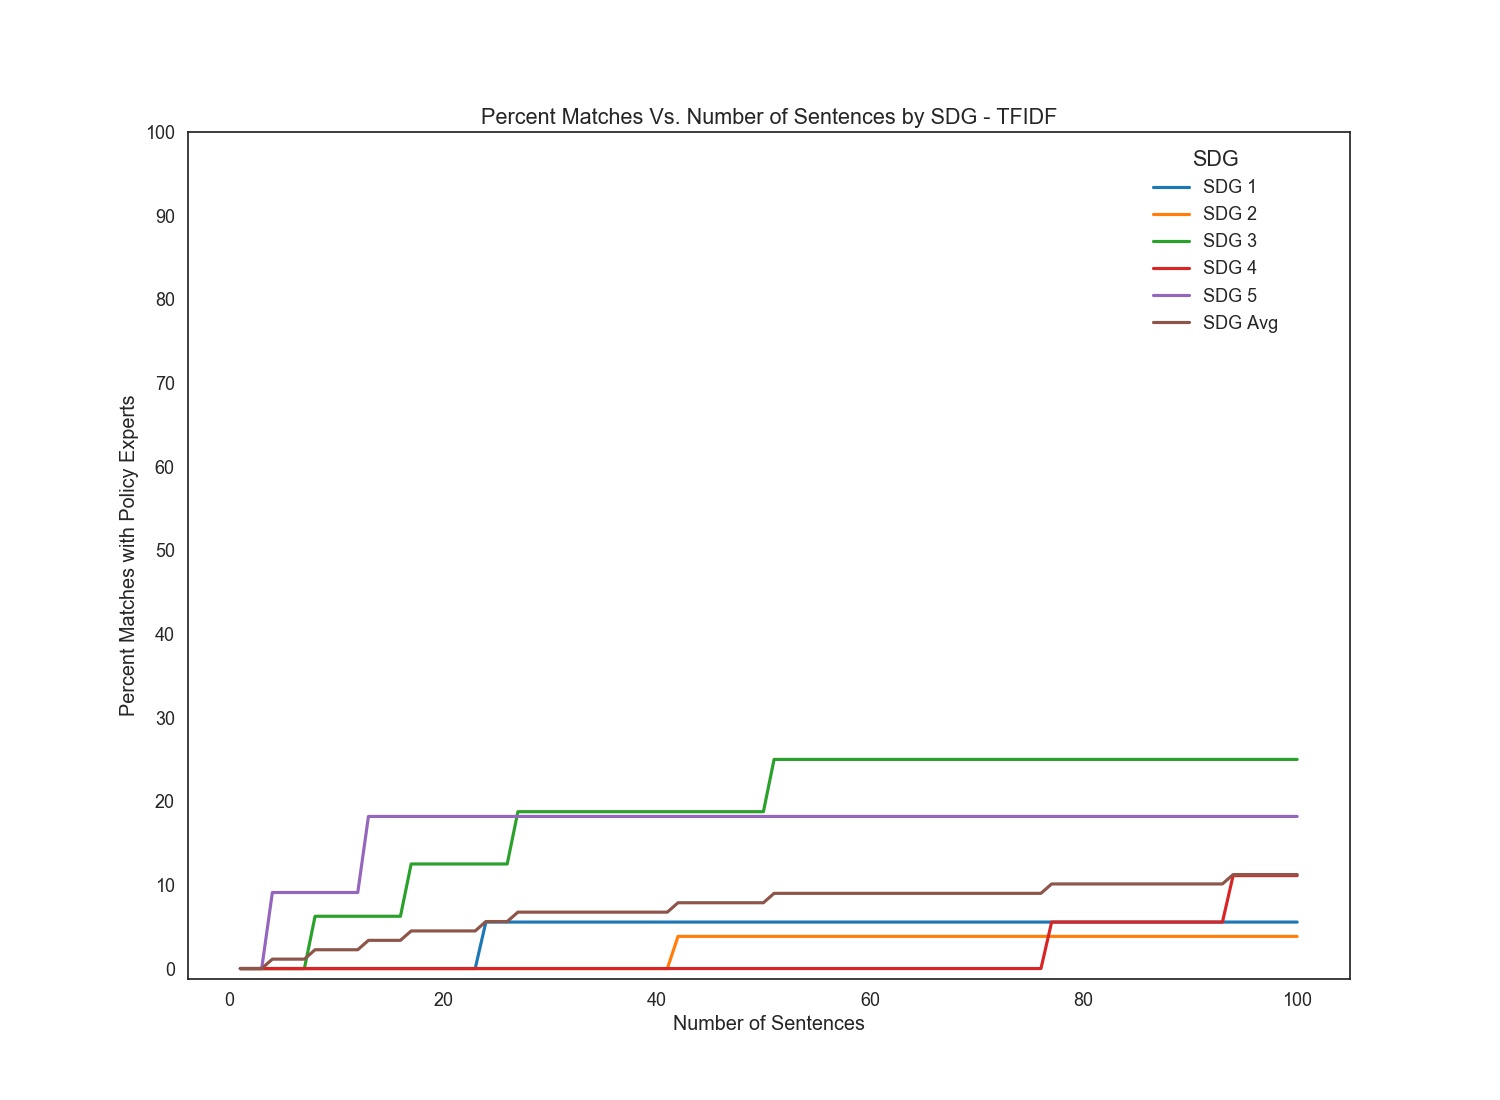 Percent Matches Vs. Number of Sentences by SDG - TFIDF
100
90
80
70
60
50
40
30
20
10
0
Percent Matches with Policy Experts
SDG
SDG 1
SDG 2
SDG 3
SDG 4
SDG 5
SDG Avg
0 20 40 60 80 100
Number of Sentences